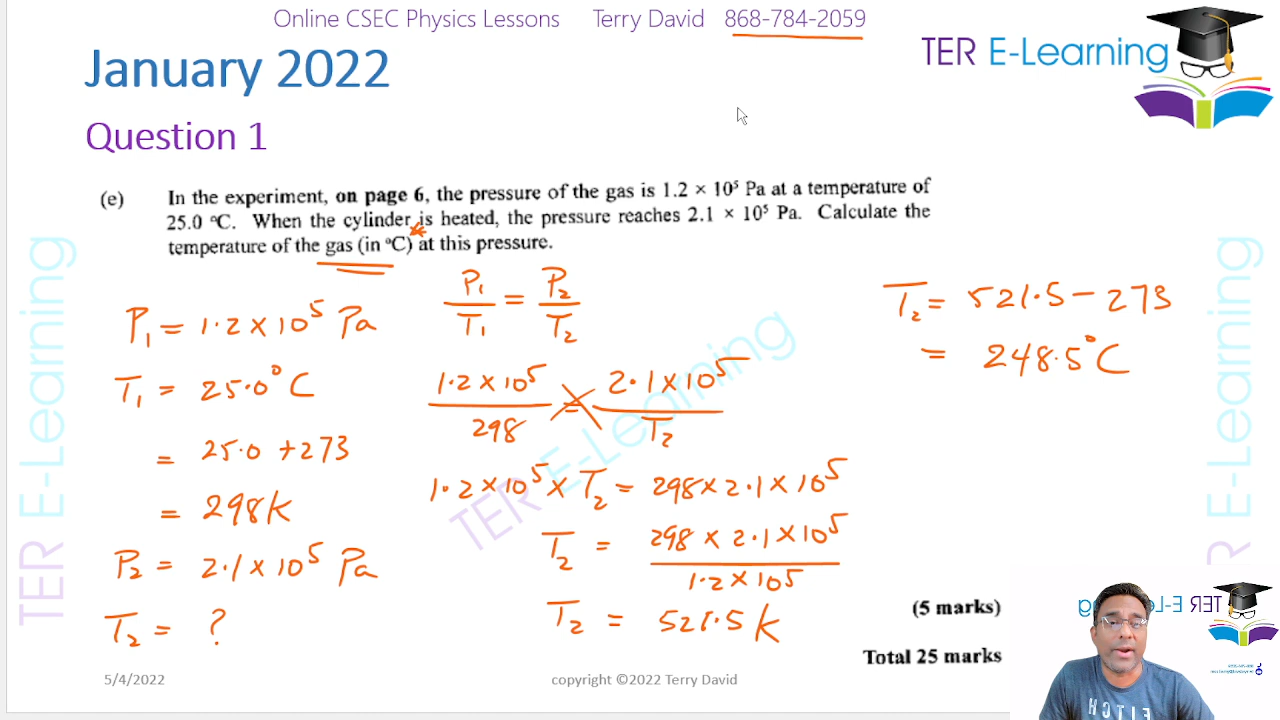 Online CSEC Physics Lessons Terry David 868-784-2059
TER E-Learning
January 2022
Question 1
(e) In the experiment, on page 6, the pressure of the gas is 1.2 × 10⁵ Pa at a temperature of
25.0 °C. When the cylinder is heated, the pressure reaches 2.1 × 10⁵ Pa. Calculate the
temperature of the gas (in °C) at this pressure.
P₁ = 1.2 × 10⁵ Pa
T₁ = 25.0°C
= 25.0 + 273
= 298K
P₂ = 2.1 × 10⁵ Pa
T₂ = ?
P₁/T₁ = P₂/T₂
1.2 × 10⁵/298 = 2.1 × 10⁵/T₂
1.2 × 10⁵ × T₂ = 298 × 2.1 × 10⁵
T₂ = 298 × 2.1 × 10⁵/1.2 × 10⁵
T₂ = 521.5 K
T₂ = 521.5 - 273
= 248.5°C
(5 marks)
Total 25 marks
TER E-Learning
TER E-Learning
TER E-Learning
TER E-Learning
5/4/2022
copyright ©2022 Terry David